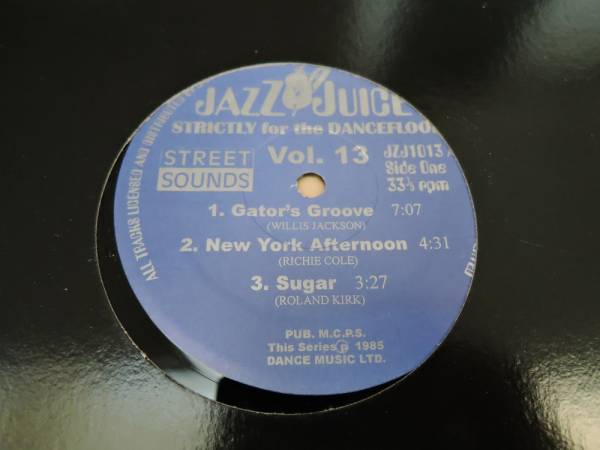 JAZZ JUICE
STRICTLY for the DANCEFLOOR
STREET
SOUNDS
Vol. 13
JZJ1013
Side One
33⅓ rpm
1. Gator's Groove 7:07
(WILLIS JACKSON)
2. New York Afternoon 4:31
(RICHIE COLE)
3. Sugar 3:27
(ROLAND KIRK)
PUB. M.C.P.S.
This Series ℗ 1985
DANCE MUSIC LTD.
ALL TRACKS LICENSED AND DISTRIBUTED